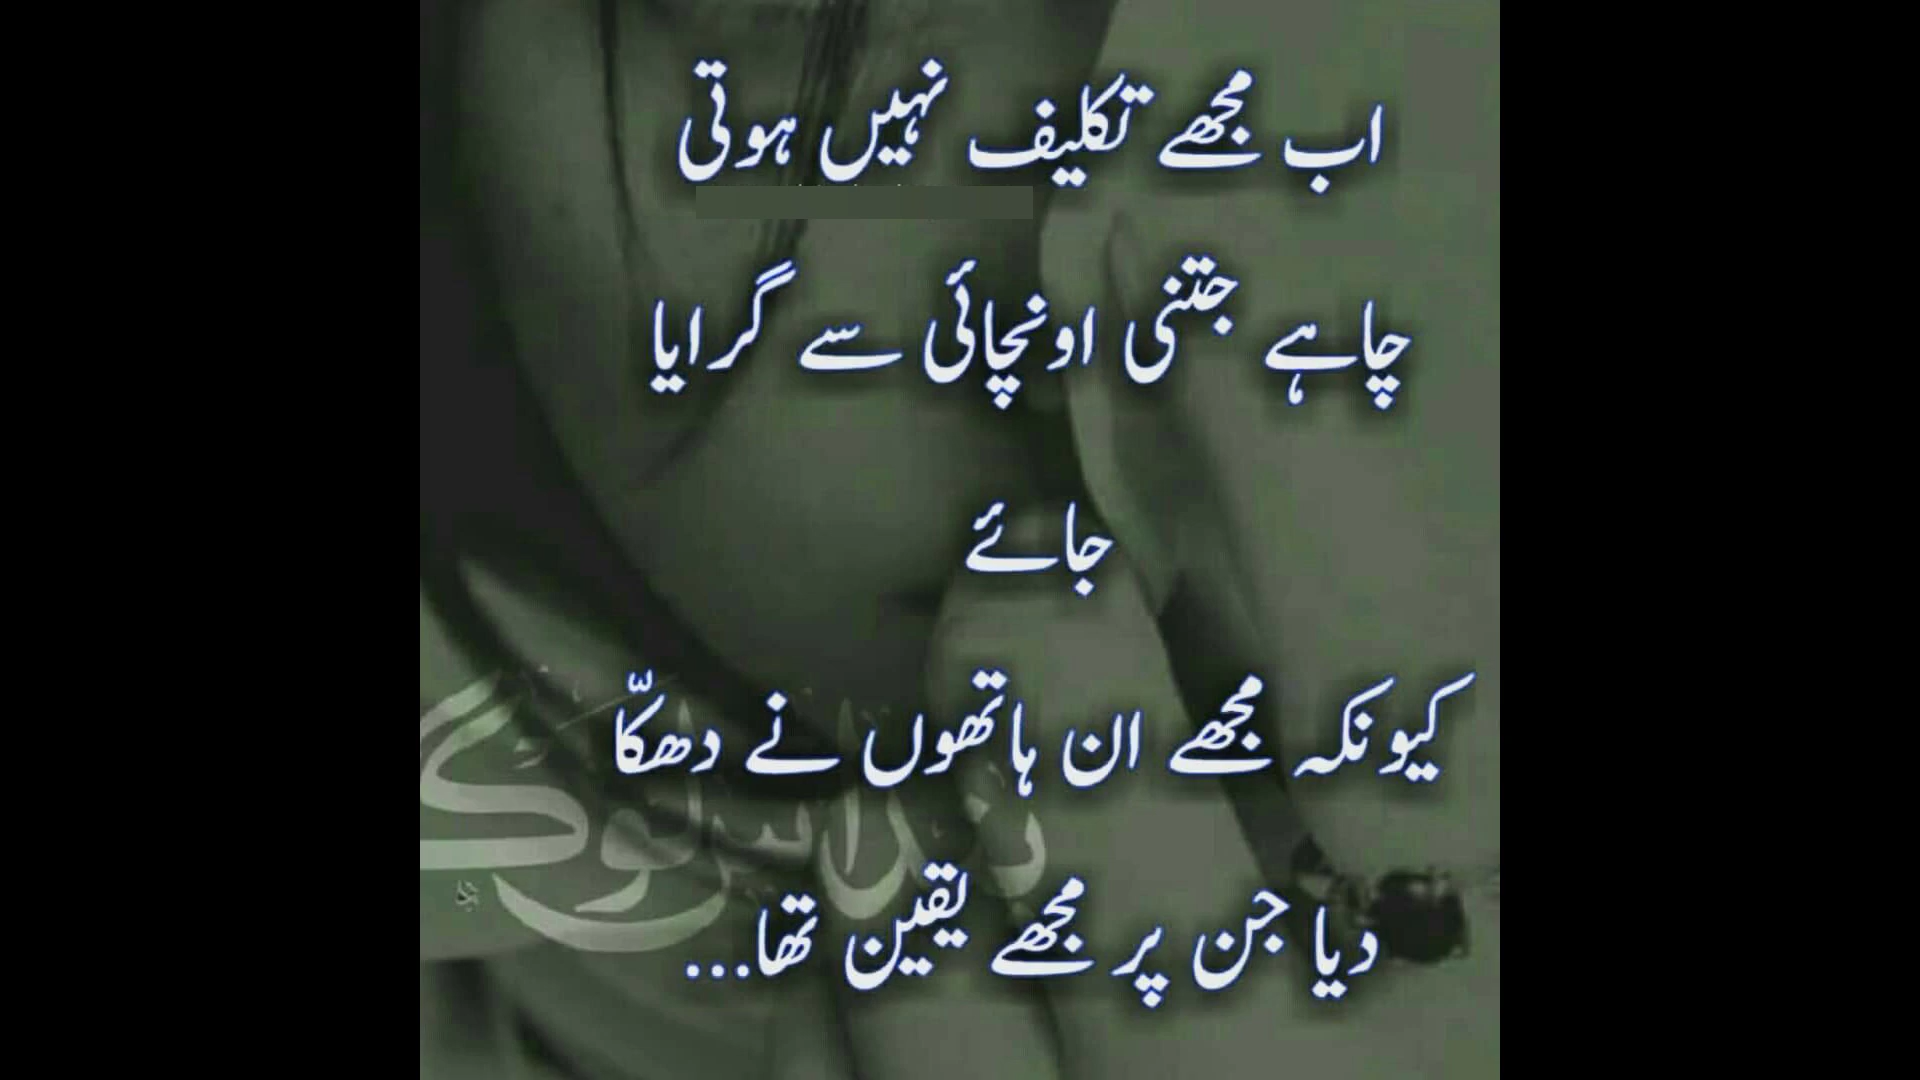 اب مجھے تکلیف نہیں ہوتی
چاہے جتنی اونچائی سے گرایا
جائے
کیونکہ مجھے ان ہاتھوں نے دھکّا
دیا جن پر مجھے یقین تھا...